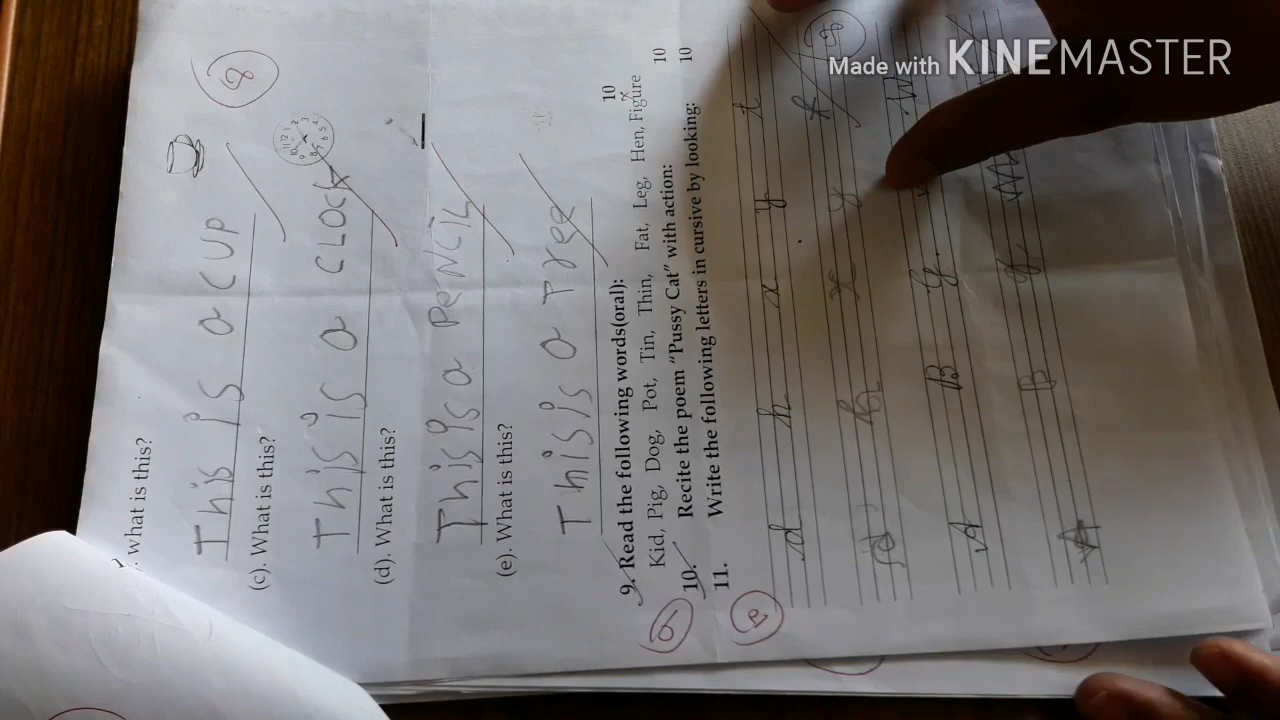 what is this?
This is a CUP
8
(c). What is this?
This is a CLOCK
(d). What is this?
This is a PeNCiL
(e). What is this?
This is a Tree
9. Read the following words(oral): 10
Kid, Pig, Dog, Pot, Tin, Thin, Fat, Leg, Hen, Figure
10. Recite the poem "Pussy Cat" with action: 10
11. Write the following letters in cursive by looking: 10
d h x y t
d h x y t
A B G W
A B G W
Made with KINEMASTER